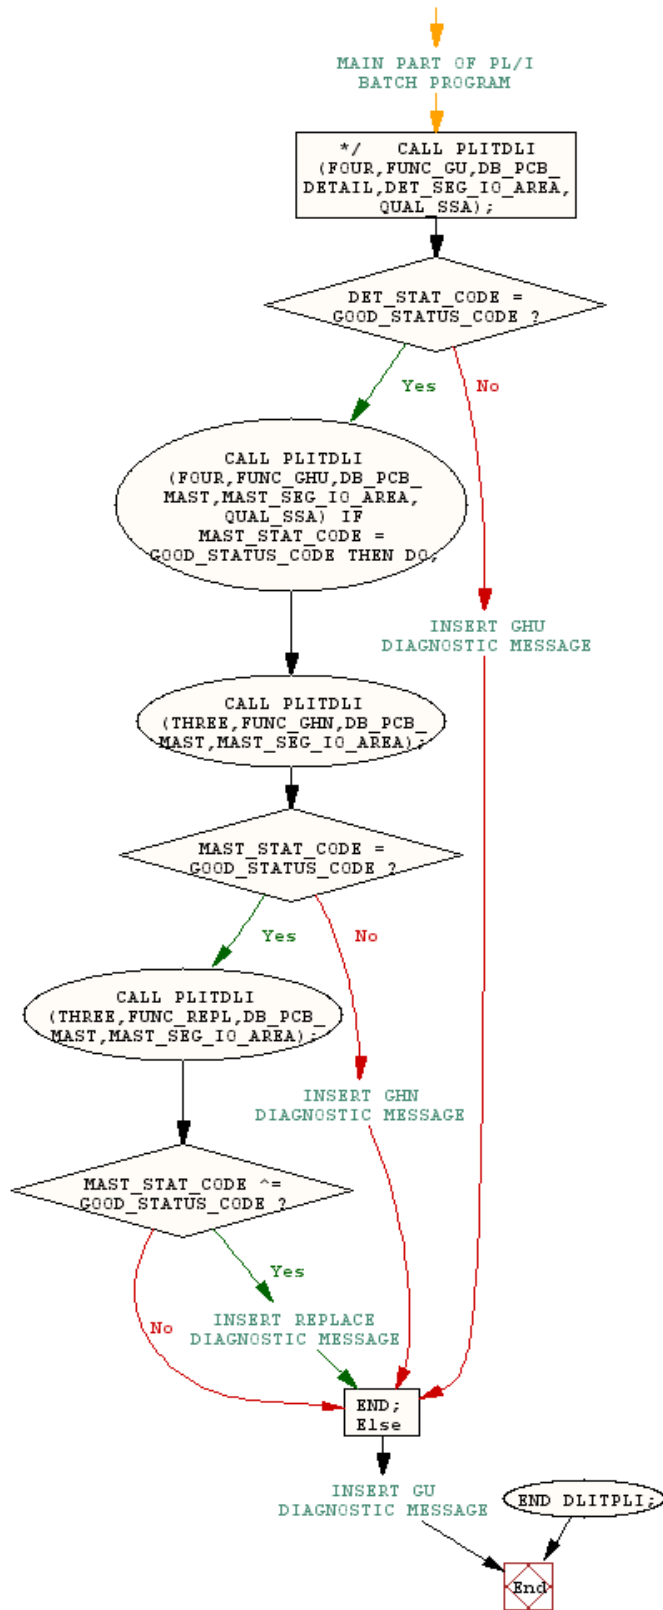 MAIN PART OF PL/I
BATCH PROGRAM
*/ CALL PLITDLI
(FOUR,FUNC_GU,DB_PCB_
DETAIL,DET_SEG_IO_AREA,
QUAL_SSA);
DET_STAT_CODE =
GOOD_STATUS_CODE ?
Yes
No
CALL PLITDLI
(FOUR,FUNC_GHU,DB_PCB_
MAST,MAST_SEG_IO_AREA,
QUAL_SSA) IF
MAST_STAT_CODE =
GOOD_STATUS_CODE THEN DO;
INSERT GHU
DIAGNOSTIC MESSAGE
CALL PLITDLI
(THREE,FUNC_GHN,DB_PCB_
MAST,MAST_SEG_IO_AREA);
MAST_STAT_CODE =
GOOD_STATUS_CODE ?
Yes
No
CALL PLITDLI
(THREE,FUNC_REPL,DB_PCB_
MAST,MAST_SEG_IO_AREA);
INSERT GHN
DIAGNOSTIC MESSAGE
MAST_STAT_CODE ^=
GOOD_STATUS_CODE ?
Yes
No
INSERT REPLACE
DIAGNOSTIC MESSAGE
END;
Else
INSERT GU
DIAGNOSTIC MESSAGE
END DLITPLI;
End